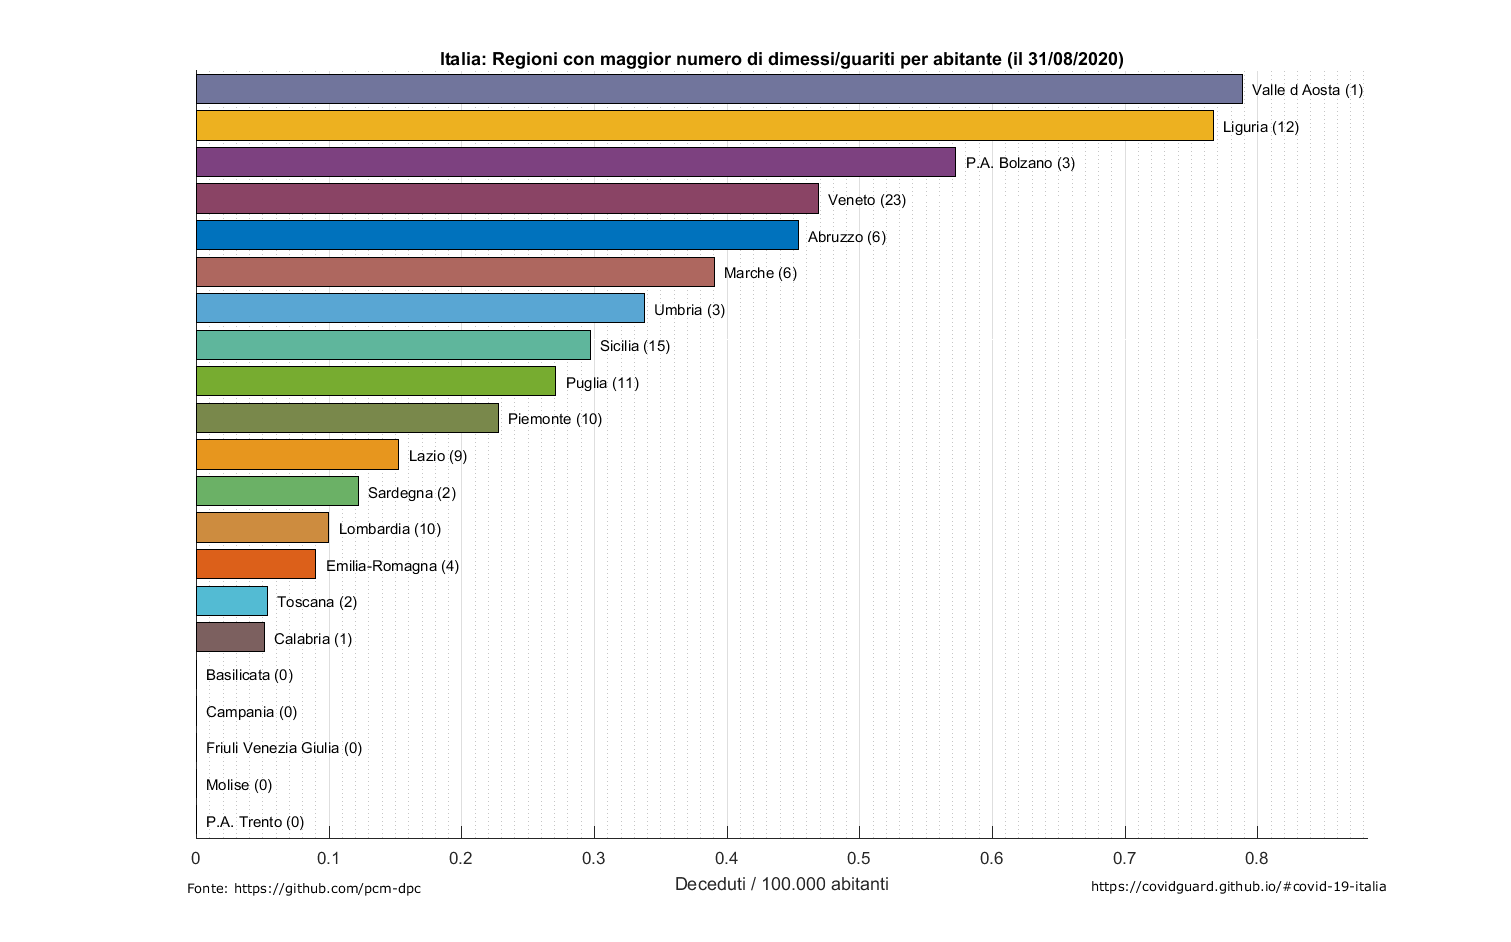 Italia: Regioni con maggior numero di dimessi/guariti per abitante (il 31/08/2020)
Valle d Aosta (1)
Liguria (12)
P.A. Bolzano (3)
Veneto (23)
Abruzzo (6)
Marche (6)
Umbria (3)
Sicilia (15)
Puglia (11)
Piemonte (10)
Lazio (9)
Sardegna (2)
Lombardia (10)
Emilia-Romagna (4)
Toscana (2)
Calabria (1)
Basilicata (0)
Campania (0)
Friuli Venezia Giulia (0)
Molise (0)
P.A. Trento (0)
0 0.1 0.2 0.3 0.4 0.5 0.6 0.7 0.8
Deceduti / 100.000 abitanti
Fonte: https://github.com/pcm-dpc
https://covidguard.github.io/#covid-19-italia